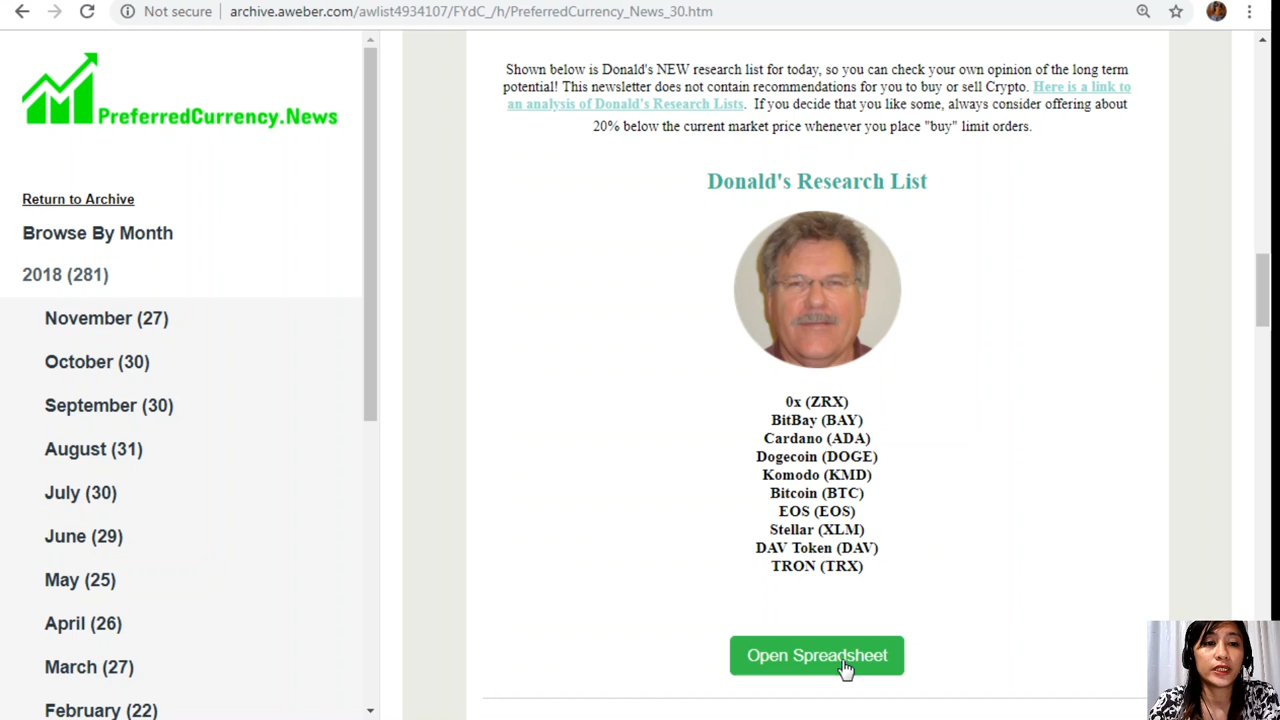 Not secure
archive.aweber.com/awlist4934107/FYdC_/h/PreferredCurrency_News_30.htm
PreferredCurrency.News
Return to Archive
Browse By Month
2018 (281)
November (27)
October (30)
September (30)
August (31)
July (30)
June (29)
May (25)
April (26)
March (27)
February (22)
Shown below is Donald's NEW research list for today, so you can check your own opinion of the long term
potential! This newsletter does not contain recommendations for you to buy or sell Crypto. Here is a link to
an analysis of Donald's Research Lists. If you decide that you like some, always consider offering about
20% below the current market price whenever you place "buy" limit orders.
Donald's Research List
0x (ZRX)
BitBay (BAY)
Cardano (ADA)
Dogecoin (DOGE)
Komodo (KMD)
Bitcoin (BTC)
EOS (EOS)
Stellar (XLM)
DAV Token (DAV)
TRON (TRX)
Open Spreadsheet